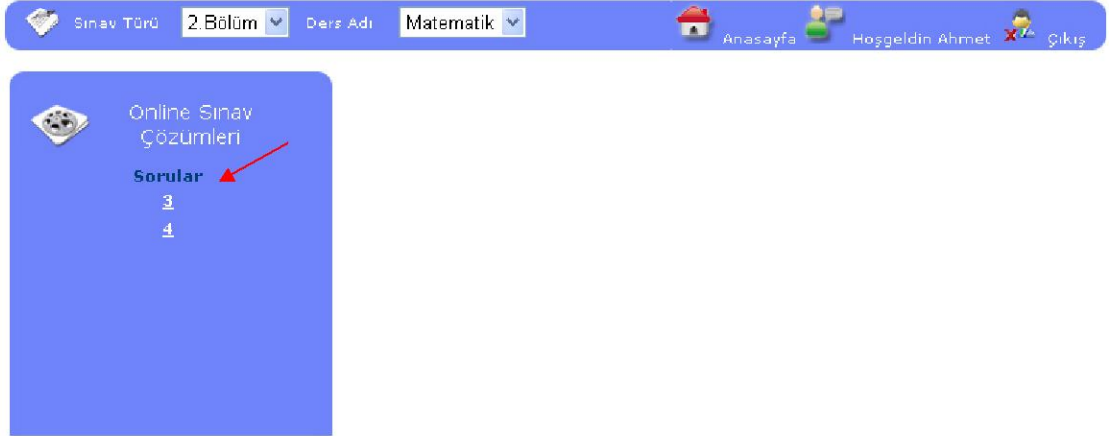 Sınav Türü 2.Bölüm Ders Adı Matematik Anasayfa Hoşgeldin Ahmet Çıkış
Online Sınav
Çözümleri
Sorular
3
4